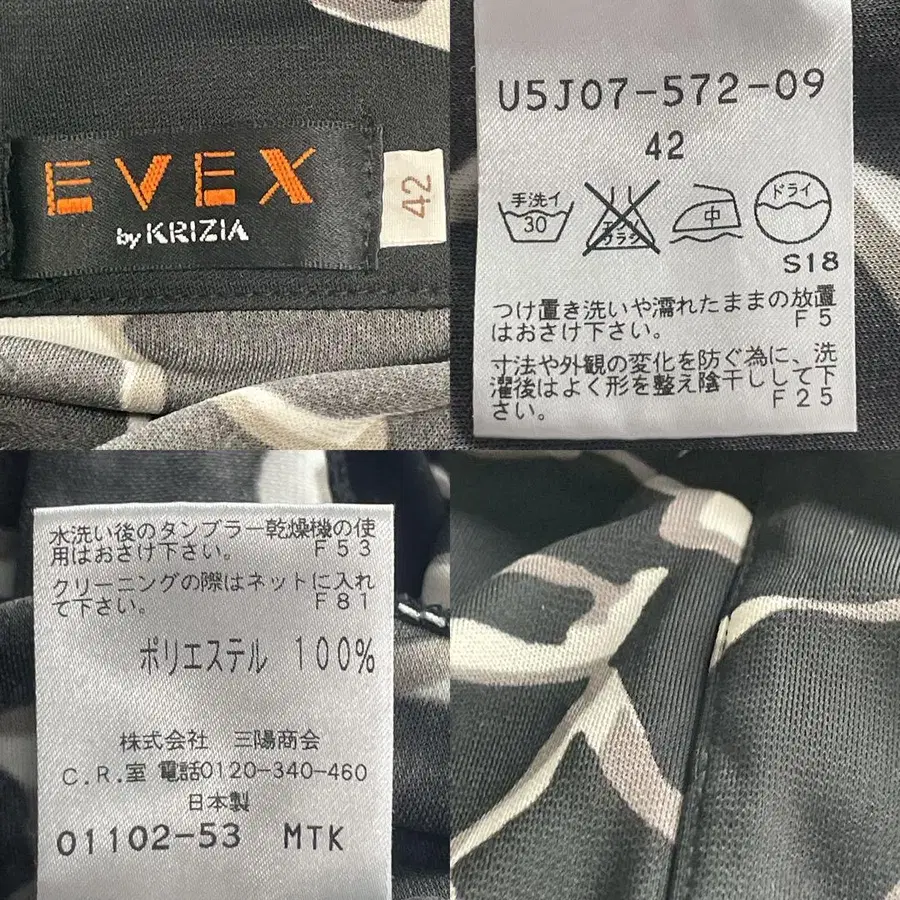 EVEX
by KRIZIA
42
U5J07-572-09
42
手洗イ
30
エンソ
サラシ
中
ドライ
S18
つけ置き洗いや濡れたままの放置
はおさけ下さい。 F5
寸法や外観の変化を防ぐ為に、洗
濯後はよく形を整え陰干しして下
さい。 F25
水洗い後のタンブラー乾燥機の使
用はおさけ下さい。 F53
クリーニングの際はネットに入れ
て下さい。 F81
ポリエステル 100%
株式会社 三陽商会
C.R.室 電話0120-340-460
日本製
01102-53 MTK